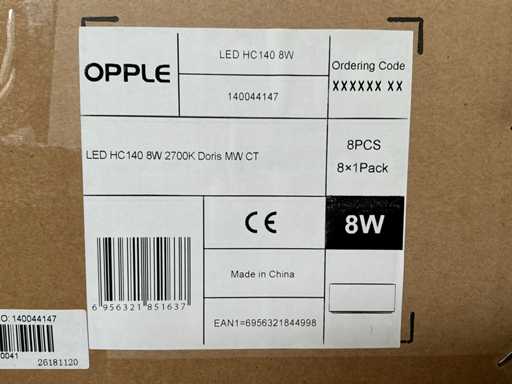 OPPLE
LED HC140 8W
140044147
Ordering Code
XXXXXX XX
LED HC140 8W 2700K Doris MW CT
8PCS
8×1Pack
CE
8W
Made in China
6 956321 851637
EAN1=6956321844998
O: 140044147
0041
26181120